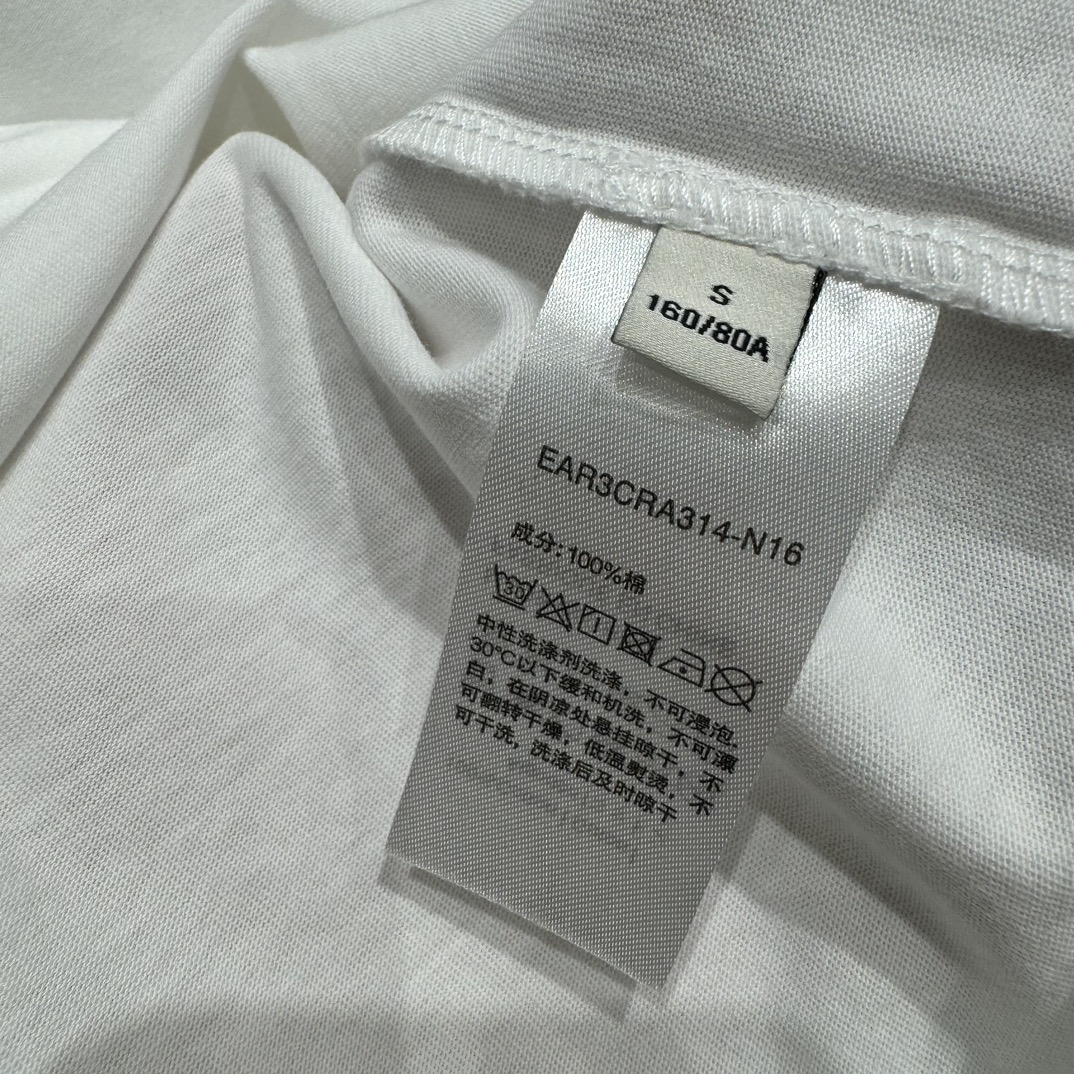 S
160/80A
EAR3CRA314-N16
成分: 100%棉
30
中性洗涤剂洗涤，不可浸泡.
30℃以下缓和机洗，不可漂
白，在阴凉处悬挂晾干，不
可翻转干燥，低温熨烫，不
可干洗，洗涤后及时晾干